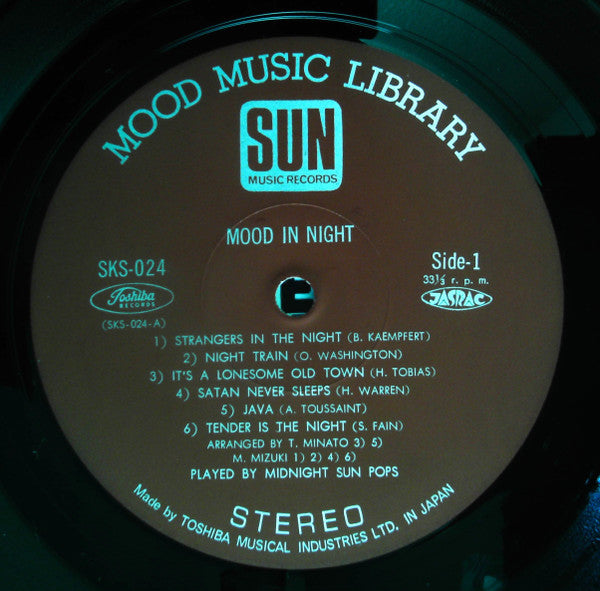 MOOD MUSIC LIBRARY
SUN
MUSIC RECORDS
MOOD IN NIGHT
SKS-024
Side-1
33⅓ r. p. m.
Toshiba
RECORDS
JASRAC
(SKS-024-A)
1) STRANGERS IN THE NIGHT (B. KAEMPFERT)
2) NIGHT TRAIN (O. WASHINGTON)
3) IT'S A LONESOME OLD TOWN (H. TOBIAS)
4) SATAN NEVER SLEEPS (H. WARREN)
5) JAVA (A. TOUSSAINT)
6) TENDER IS THE NIGHT (S. FAIN)
ARRANGED BY T. MINATO 3) 5)
M. MIZUKI 1) 2) 4) 6)
PLAYED BY MIDNIGHT SUN POPS
STEREO
Made by TOSHIBA MUSICAL INDUSTRIES LTD. IN JAPAN